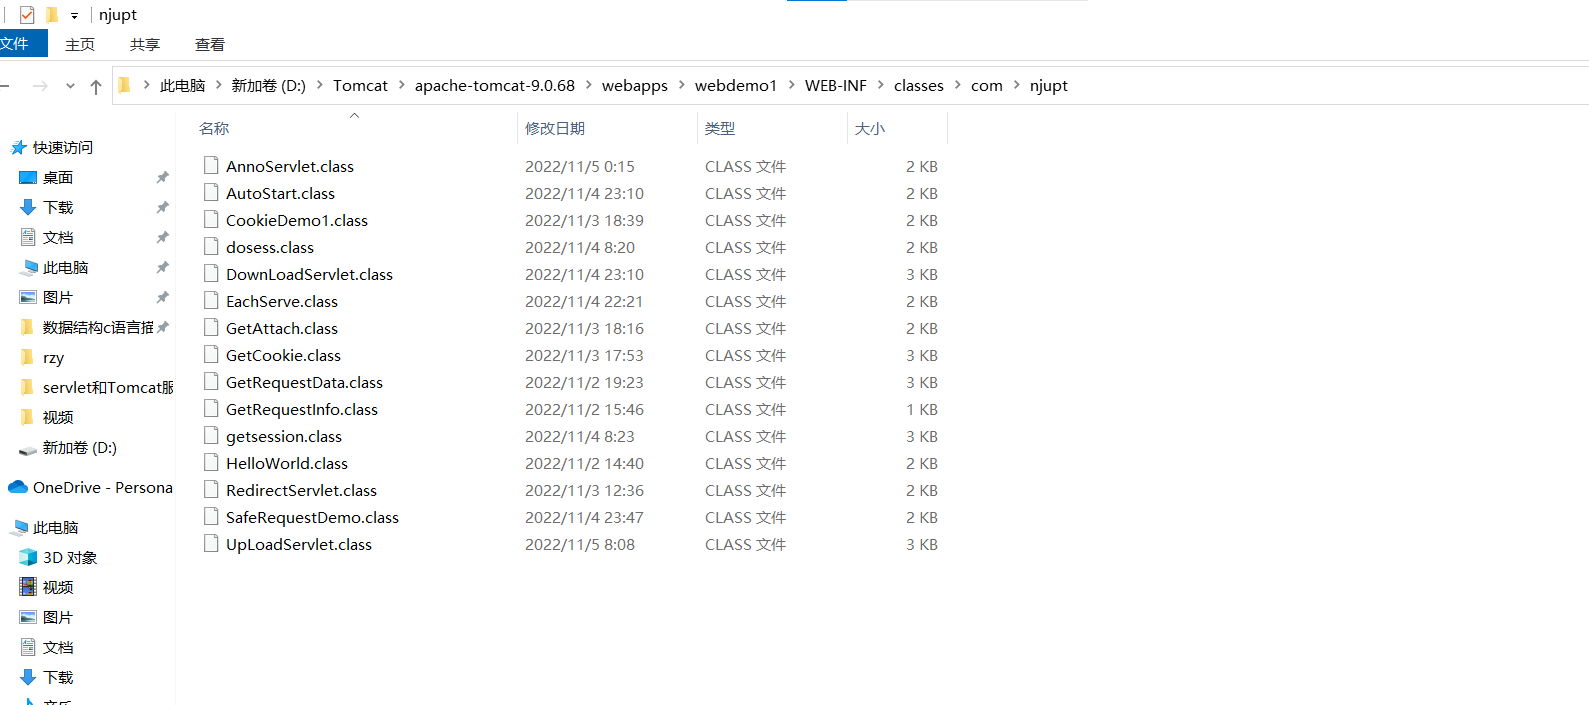 njupt
文件 主页 共享 查看
此电脑 新加卷 (D:) Tomcat apache-tomcat-9.0.68 webapps webdemo1 WEB-INF classes com njupt
名称 修改日期 类型 大小
快速访问
桌面
下载
文档
此电脑
图片
数据结构c语言描
rzy
servlet和Tomcat服
视频
新加卷 (D:)
OneDrive - Persona
此电脑
3D 对象
视频
图片
文档
下载
音乐
AnnoServlet.class 2022/11/5 0:15 CLASS 文件 2 KB
AutoStart.class 2022/11/4 23:10 CLASS 文件 2 KB
CookieDemo1.class 2022/11/3 18:39 CLASS 文件 2 KB
dosess.class 2022/11/4 8:20 CLASS 文件 2 KB
DownLoadServlet.class 2022/11/4 23:10 CLASS 文件 3 KB
EachServe.class 2022/11/4 22:21 CLASS 文件 2 KB
GetAttach.class 2022/11/3 18:16 CLASS 文件 2 KB
GetCookie.class 2022/11/3 17:53 CLASS 文件 3 KB
GetRequestData.class 2022/11/2 19:23 CLASS 文件 3 KB
GetRequestInfo.class 2022/11/2 15:46 CLASS 文件 1 KB
getsession.class 2022/11/4 8:23 CLASS 文件 3 KB
HelloWorld.class 2022/11/2 14:40 CLASS 文件 2 KB
RedirectServlet.class 2022/11/3 12:36 CLASS 文件 2 KB
SafeRequestDemo.class 2022/11/4 23:47 CLASS 文件 2 KB
UpLoadServlet.class 2022/11/5 8:08 CLASS 文件 3 KB